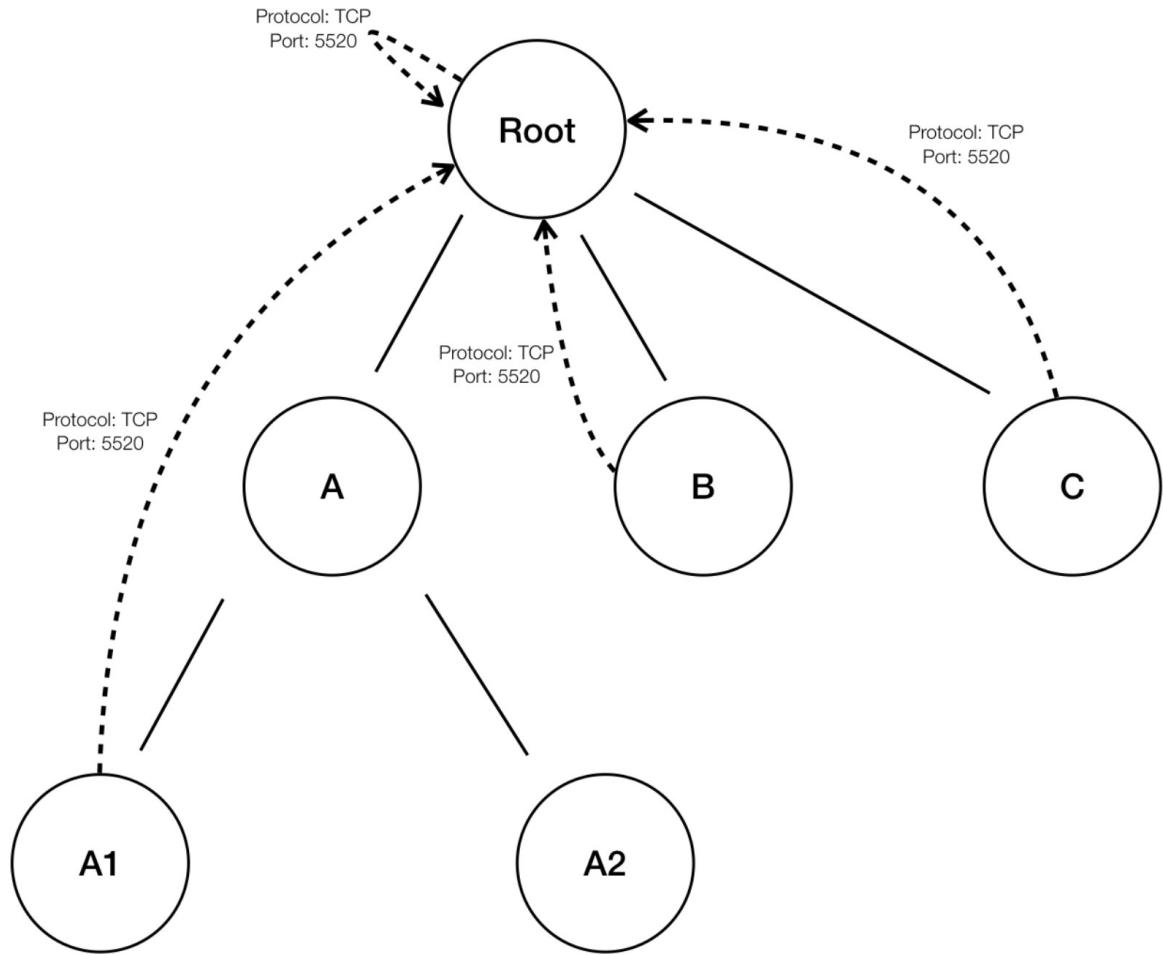 Protocol: TCP
Port: 5520
Root
Protocol: TCP
Port: 5520
Protocol: TCP
Port: 5520
Protocol: TCP
Port: 5520
A
B
C
A1
A2